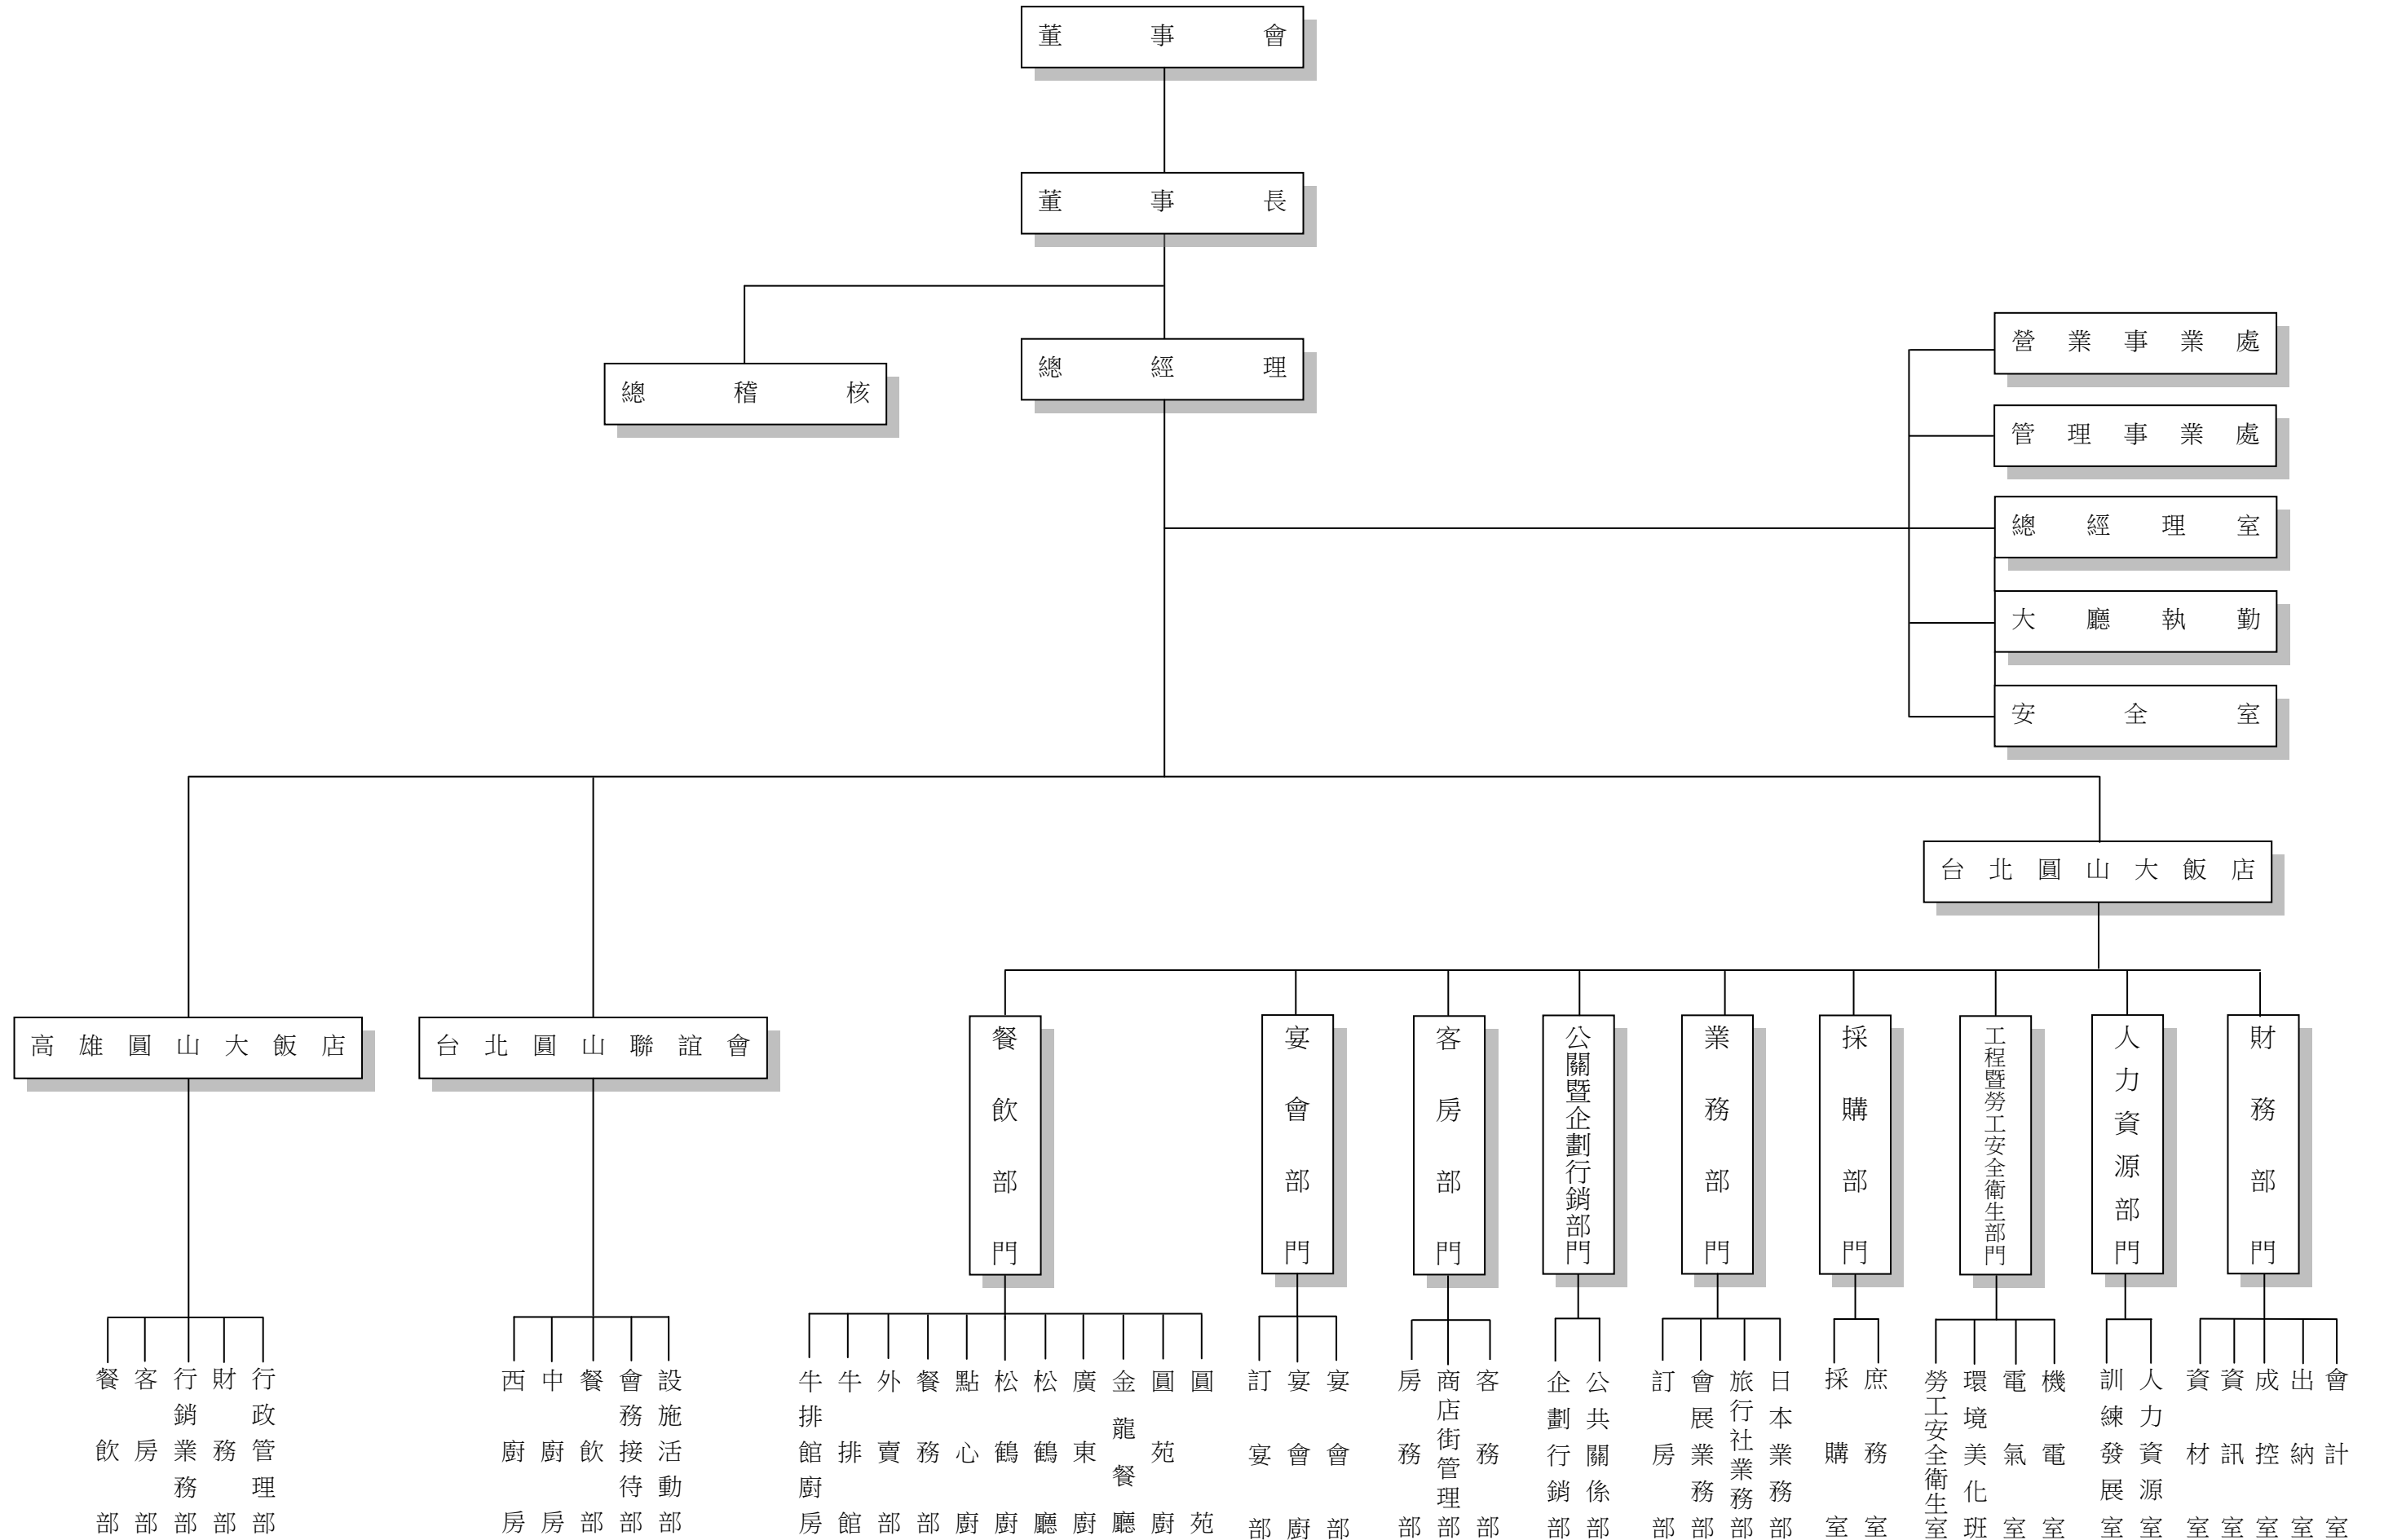 董事會
董事長
總經理
總稽核
營業事業處
管理事業處
總經理室
大廳執勤
安全室
台北圓山大飯店
高雄圓山大飯店
台北圓山聯誼會
餐飲部門
宴會部門
客房部門
公關暨企劃行銷部門
業務部門
採購部門
工程暨勞工安全衛生部門
人力資源部門
財務部門
餐飲部
客房部
行銷業務部
財務部
行政管理部
西廚房
中廚房
餐飲部
會務接待部
設施活動部
牛排館廚房
牛排館
外賣部
餐務部
點心廚
松鶴廚
松鶴廳
廣東廚
金龍餐廳
圓苑廚
圓苑
訂宴部
宴會廚
宴會部
房務部
商店街管理部
客務部
企劃行銷部
公共關係部
訂房部
會展業務部
旅行社業務部
日本業務部
採購室
庶務室
勞工安全衛生室
環境美化班
電氣室
機電室
訓練發展室
人力資源室
資材室
資訊室
成控室
出納室
會計室